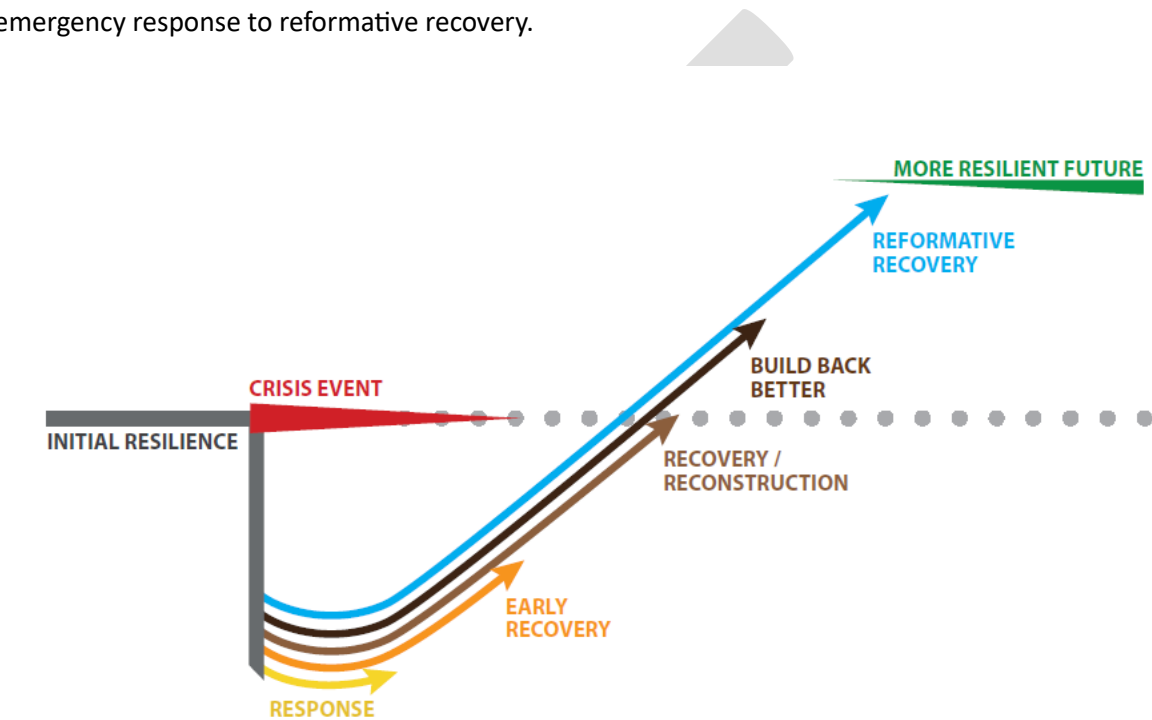 emergency response to reformative recovery.
MORE RESILIENT FUTURE
REFORMATIVE
RECOVERY
BUILD BACK
BETTER
CRISIS EVENT
INITIAL RESILIENCE
RECOVERY /
RECONSTRUCTION
EARLY
RECOVERY
RESPONSE